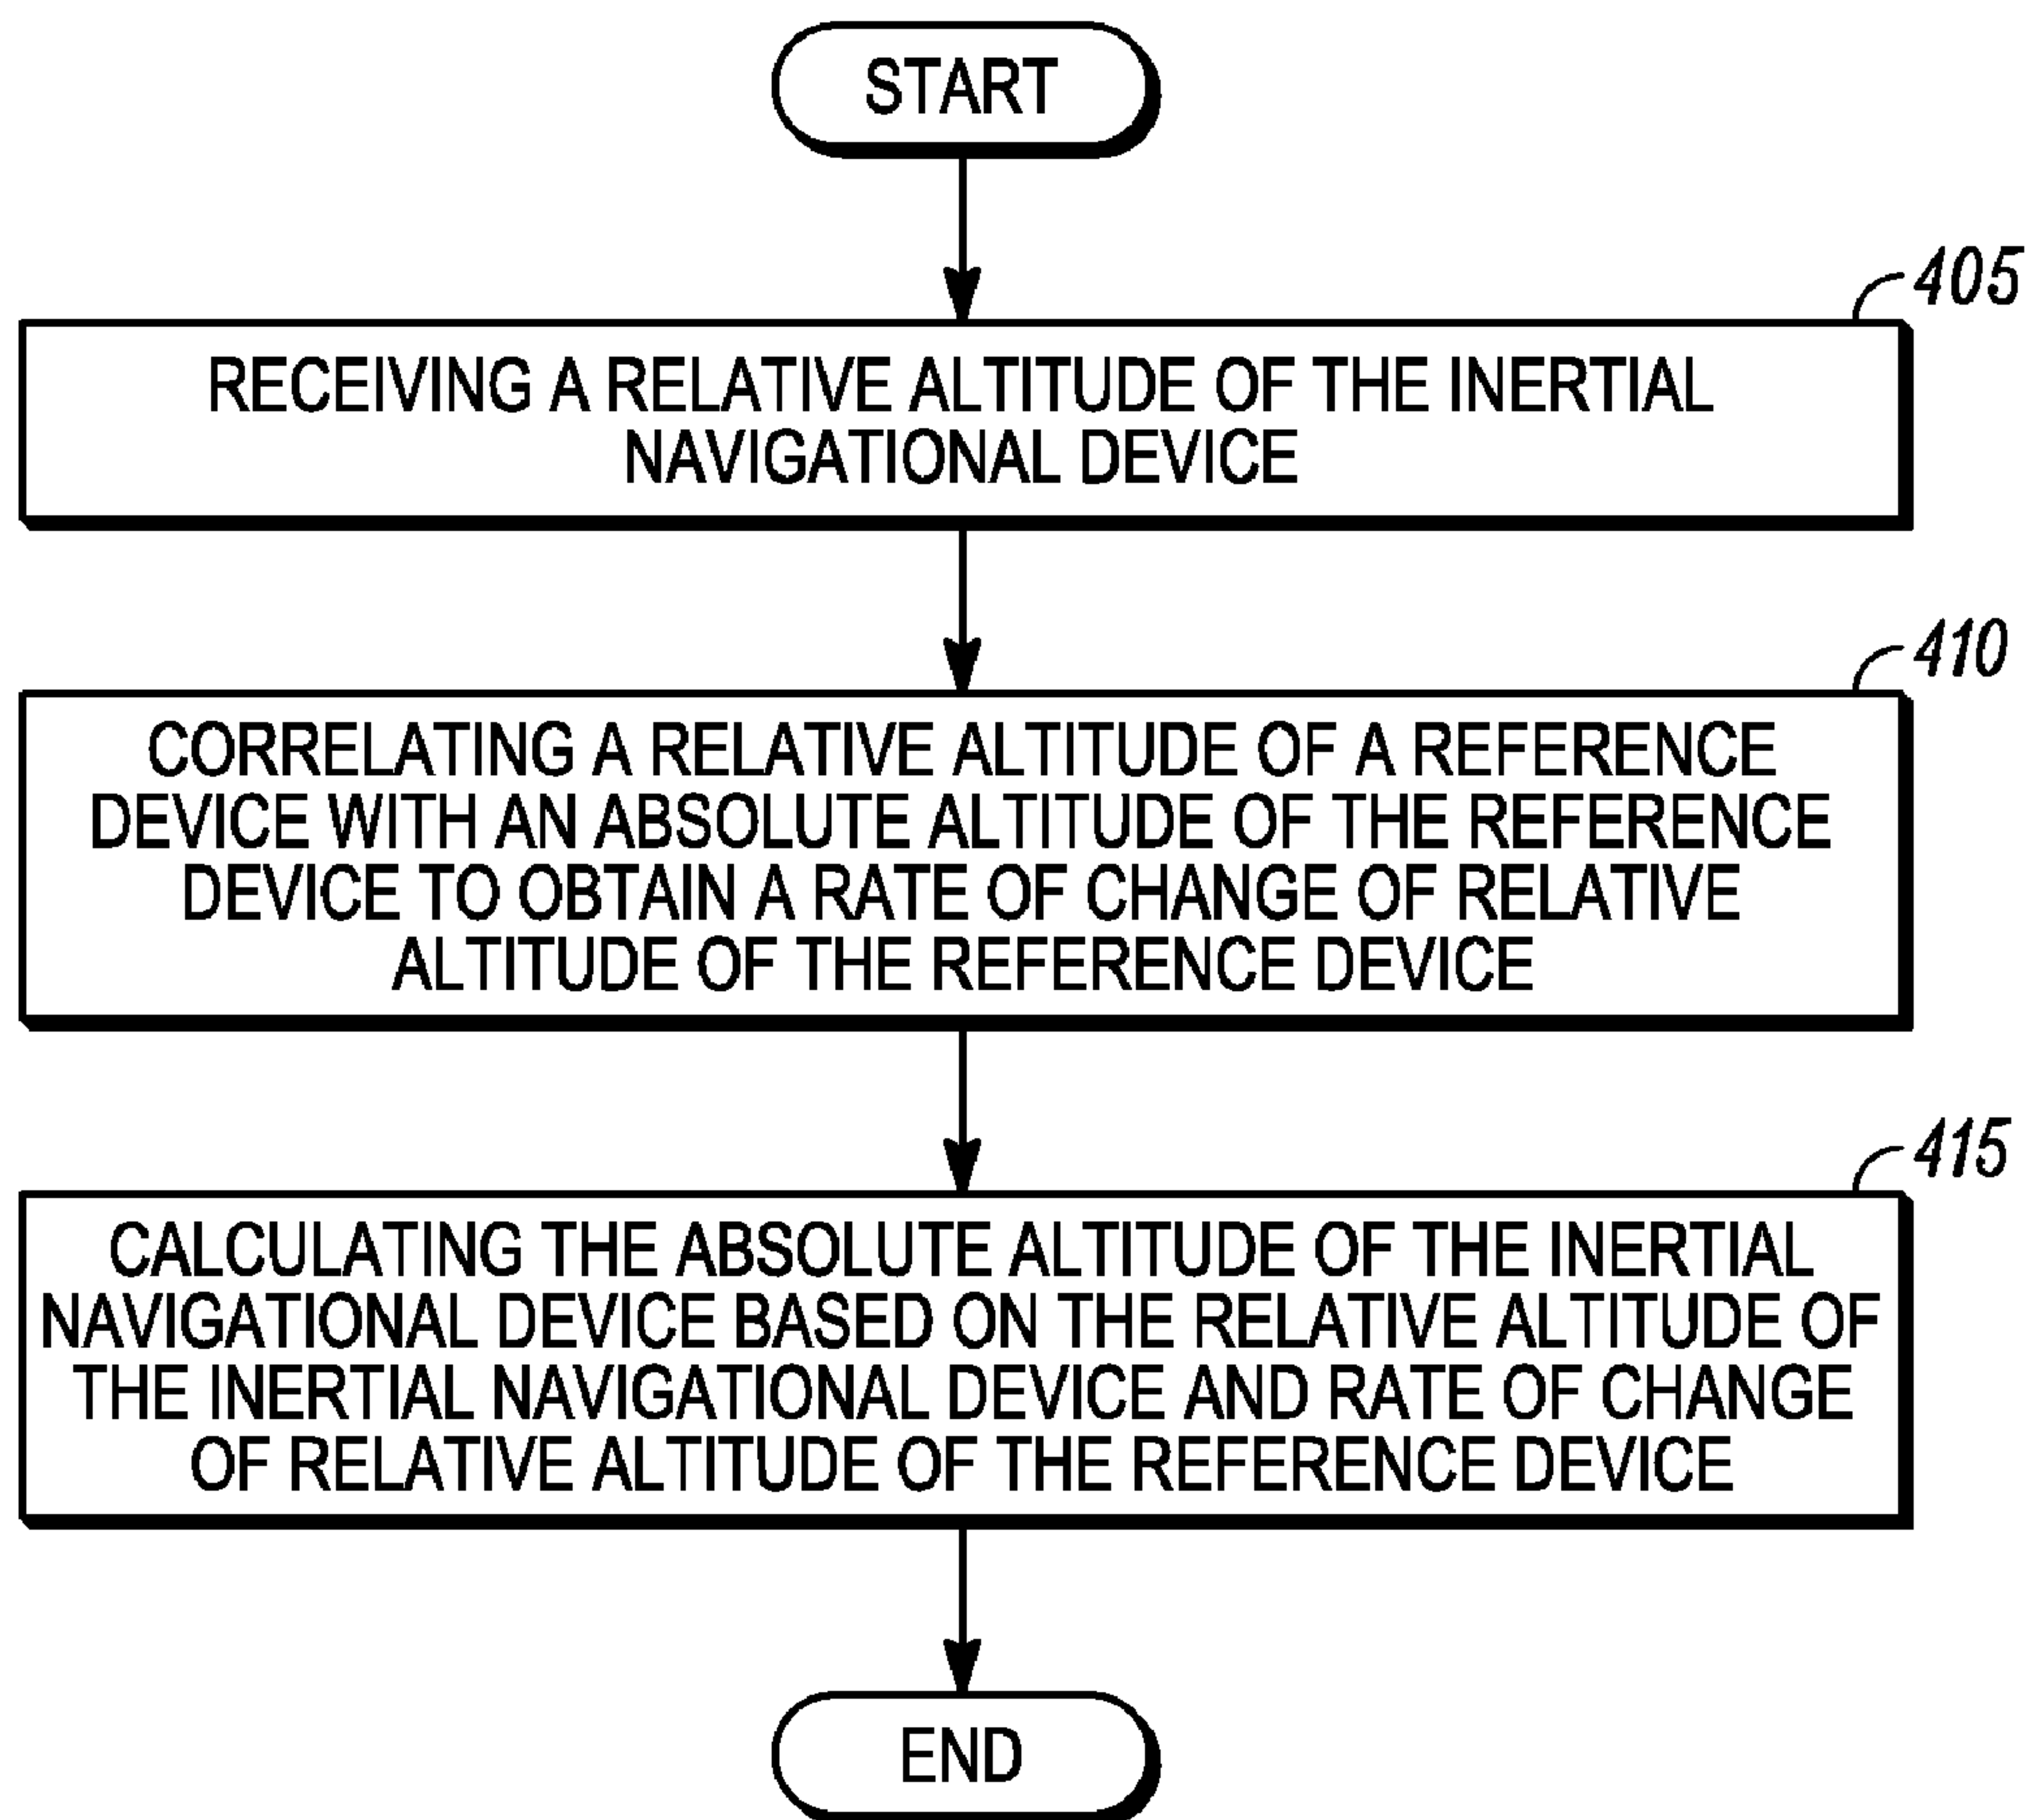 START
405
RECEIVING A RELATIVE ALTITUDE OF THE INERTIAL
NAVIGATIONAL DEVICE
410
CORRELATING A RELATIVE ALTITUDE OF A REFERENCE
DEVICE WITH AN ABSOLUTE ALTITUDE OF THE REFERENCE
DEVICE TO OBTAIN A RATE OF CHANGE OF RELATIVE
ALTITUDE OF THE REFERENCE DEVICE
415
CALCULATING THE ABSOLUTE ALTITUDE OF THE INERTIAL
NAVIGATIONAL DEVICE BASED ON THE RELATIVE ALTITUDE OF
THE INERTIAL NAVIGATIONAL DEVICE AND RATE OF CHANGE
OF RELATIVE ALTITUDE OF THE REFERENCE DEVICE
END